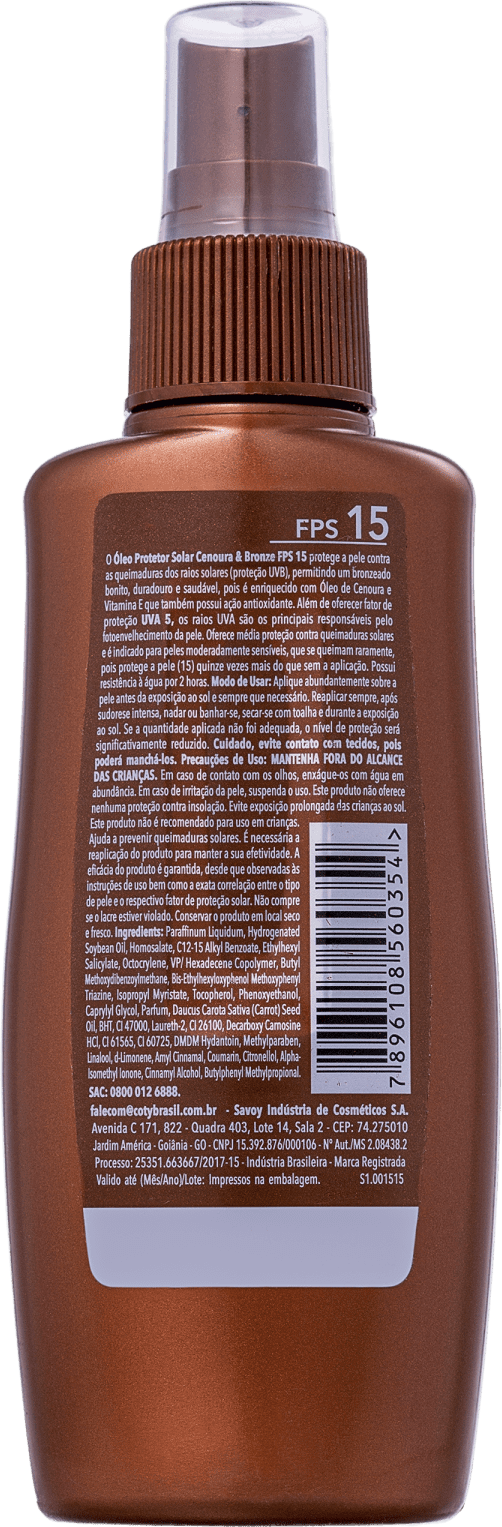 FPS 15
O Óleo Protetor Solar Cenoura & Bronze FPS 15 protege a pele contra
as queimaduras dos raios solares (proteção UVB), permitindo um bronzeado
bonito, duradouro e saudável, pois é enriquecido com Óleo de Cenoura e
Vitamina E que também possui ação antioxidante. Além de oferecer fator de
proteção UVA 5, os raios UVA são os principais responsáveis pelo
fotoenvelhecimento da pele. Oferece média proteção contra queimaduras solares
e é indicado para peles moderadamente sensíveis, que se queimam raramente,
pois protege a pele (15) quinze vezes mais do que sem a aplicação. Possui
resistência à água por 2 horas. Modo de Usar: Aplique abundantemente sobre a
pele antes da exposição ao sol e sempre que necessário. Reaplicar sempre, após
sudorese intensa, nadar ou banhar-se, secar-se com toalha e durante a exposição
ao sol. Se a quantidade aplicada não foi adequada, o nível de proteção será
significativamente reduzido. Cuidado, evite contato com tecidos, pois
poderá manchá-los. Precauções de Uso: MANTENHA FORA DO ALCANCE
DAS CRIANÇAS. Em caso de contato com os olhos, enxágue-os com água em
abundância. Em caso de irritação da pele, suspenda o uso. Este produto não oferece
nenhuma proteção contra insolação. Evite exposição prolongada das crianças ao sol.
Este produto não é recomendado para uso em crianças.
Ajuda a prevenir queimaduras solares. É necessária a
reaplicação do produto para manter a sua efetividade. A
eficácia do produto é garantida, desde que observadas às
instruções de uso bem como a exata correlação entre o tipo
de pele e o respectivo fator de proteção solar. Não compre
se o lacre estiver violado. Conservar o produto em local seco
e fresco. Ingredients: Paraffinum Liquidum, Hydrogenated
Soybean Oil, Homosalate, C12-15 Alkyl Benzoate, Ethylhexyl
Salicylate, Octocrylene, VP/ Hexadecene Copolymer, Butyl
Methoxydibenzoylmethane, Bis-Ethylhexyloxyphenol Methoxyphenyl
Triazine, Isopropyl Myristate, Tocopherol, Phenoxyethanol,
Caprylyl Glycol, Parfum, Daucus Carota Sativa (Carrot) Seed
Oil, BHT, CI 47000, Laureth-2, CI 26100, Decarboxy Carnosine
HCl, CI 61565, CI 60725, DMDM Hydantoin, Methylparaben,
Linalool, d-Limonene, Amyl Cinnamal, Coumarin, Citronellol, Alpha-
Isomethyl Ionone, Cinnamyl Alcohol, Butylphenyl Methylpropional.
7 896108 560354 >
SAC: 0800 012 6888.
falecom@cotybrasil.com.br - Savoy Indústria de Cosméticos S.A.
Avenida C 171, 822 - Quadra 403, Lote 14, Sala 2 - CEP: 74.275010
Jardim América - Goiânia - GO - CNPJ 15.392.876/000106 - N° Aut./MS 2.08438.2
Processo: 25351.663667/2017-15 - Indústria Brasileira - Marca Registrada
Valido até (Mês/Ano)/Lote: Impressos na embalagem. S1.001515